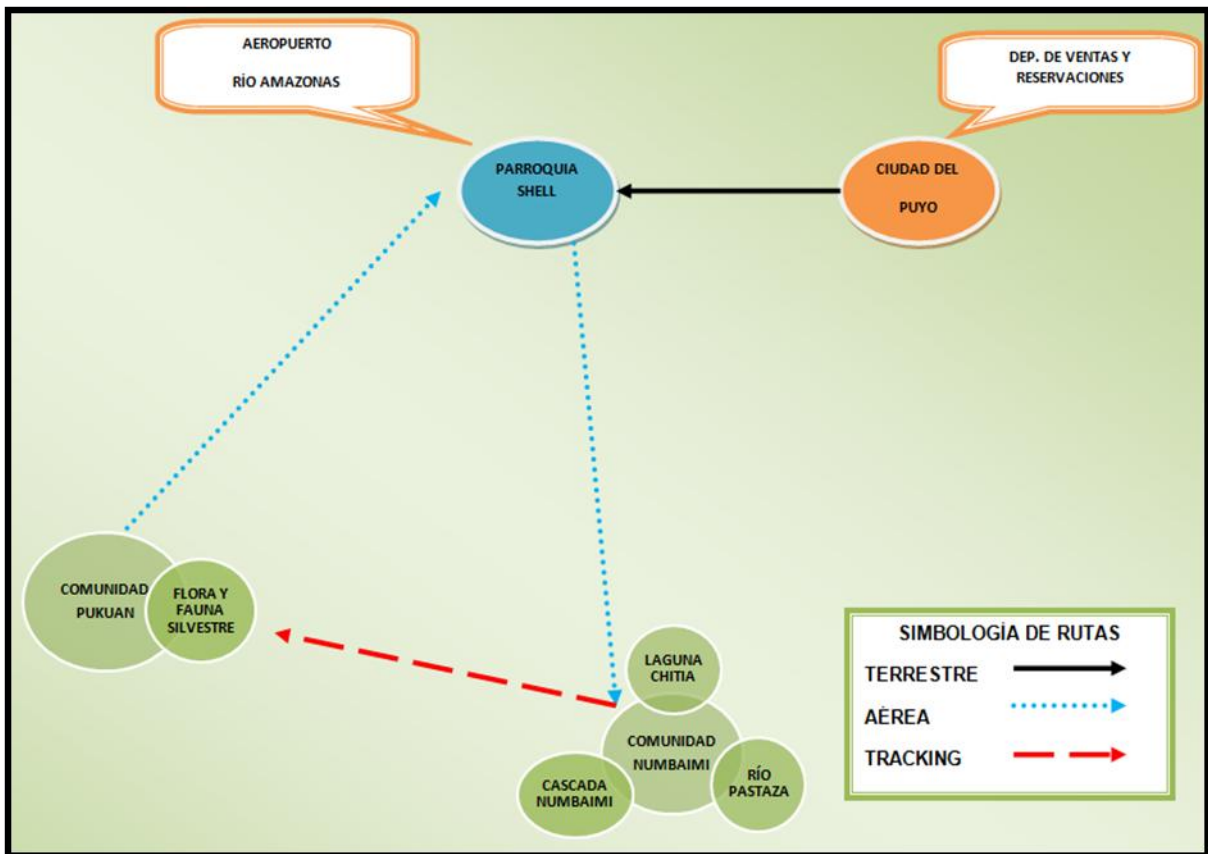 AEROPUERTO
RÍO AMAZONAS
DEP. DE VENTAS Y
RESERVACIONES
PARROQUIA
SHELL
CIUDAD DEL
PUYO
COMUNIDAD
PUKUAN
FLORA Y
FAUNA
SILVESTRE
LAGUNA
CHITIA
COMUNIDAD
NUMBAIMI
CASCADA
NUMBAIMI
RÍO
PASTAZA
SIMBOLOGÍA DE RUTAS
TERRESTRE
AÉREA
TRACKING